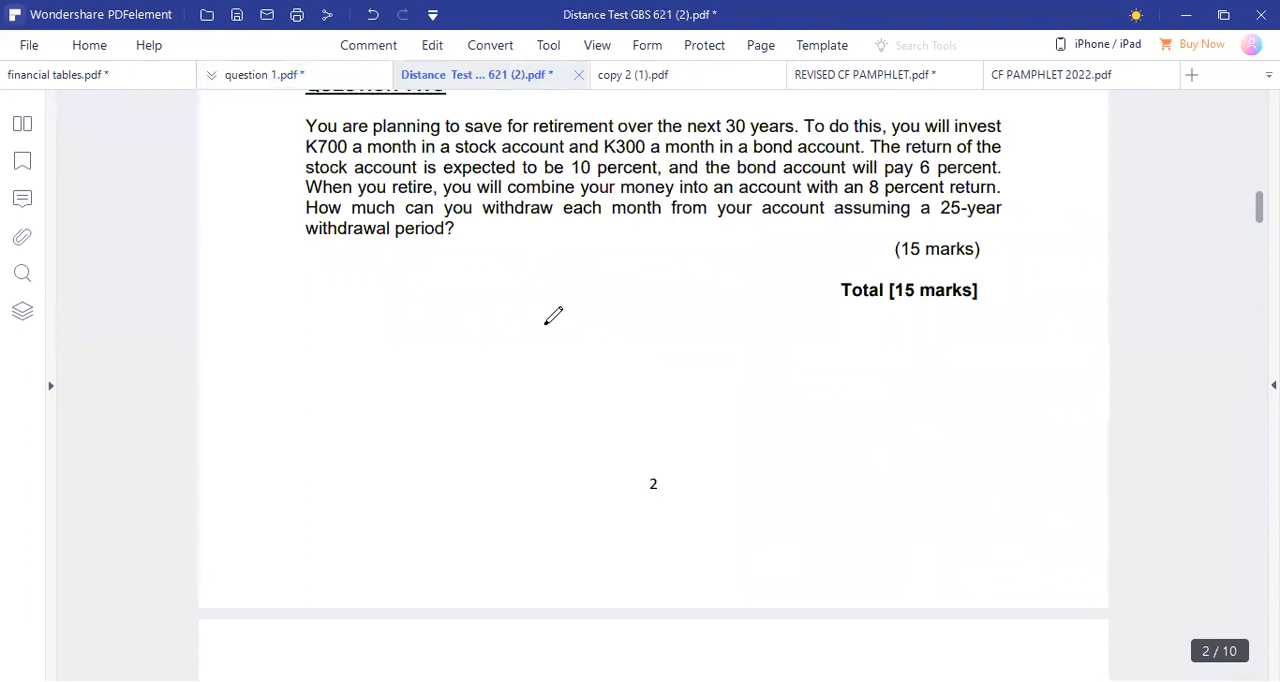 Wondershare PDFelement
Distance Test GBS 621 (2).pdf *
File Home Help Comment Edit Convert Tool View Form Protect Page Template Search Tools iPhone / iPad Buy Now
financial tables.pdf * question 1.pdf * Distance Test ... 621 (2).pdf * copy 2 (1).pdf REVISED CF PAMPHLET.pdf * CF PAMPHLET 2022.pdf
QUESTION TWO
You are planning to save for retirement over the next 30 years. To do this, you will invest
K700 a month in a stock account and K300 a month in a bond account. The return of the
stock account is expected to be 10 percent, and the bond account will pay 6 percent.
When you retire, you will combine your money into an account with an 8 percent return.
How much can you withdraw each month from your account assuming a 25-year
withdrawal period?
(15 marks)
Total [15 marks]
2
2 / 10